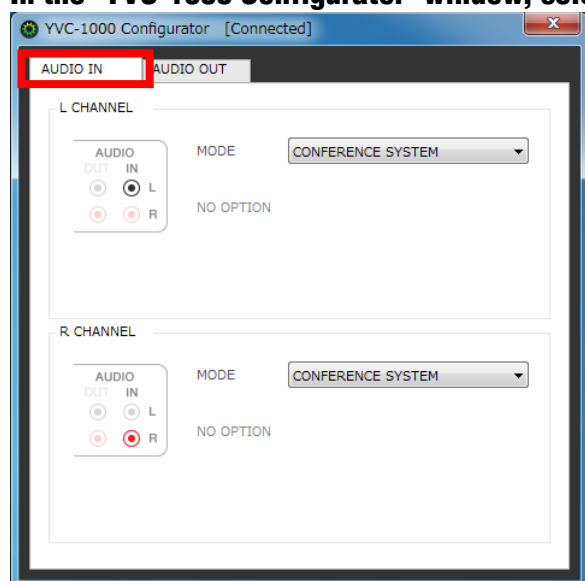 In the "YVC-1000 Configurator" window, sele
YVC-1000 Configurator [Connected]
AUDIO IN
AUDIO OUT
L CHANNEL
AUDIO
OUT IN
L
R
MODE
CONFERENCE SYSTEM
NO OPTION
R CHANNEL
AUDIO
OUT IN
L
R
MODE
CONFERENCE SYSTEM
NO OPTION